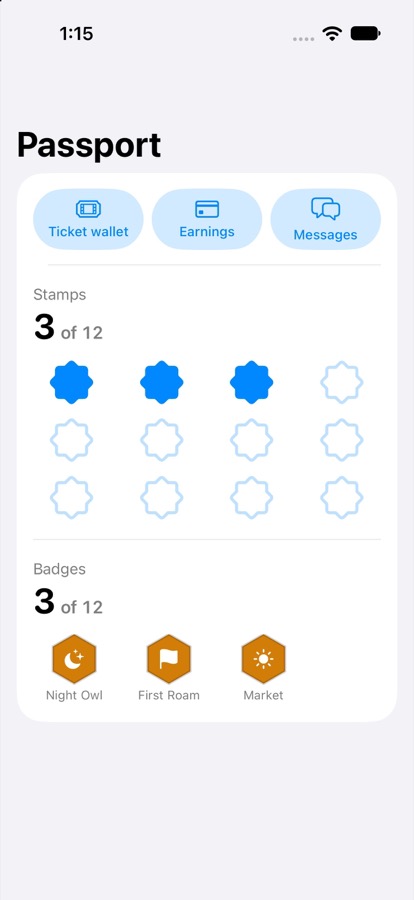 1:15
Passport
Ticket wallet
Earnings
Messages
Stamps
3 of 12
Badges
3 of 12
Night Owl
First Roam
Market